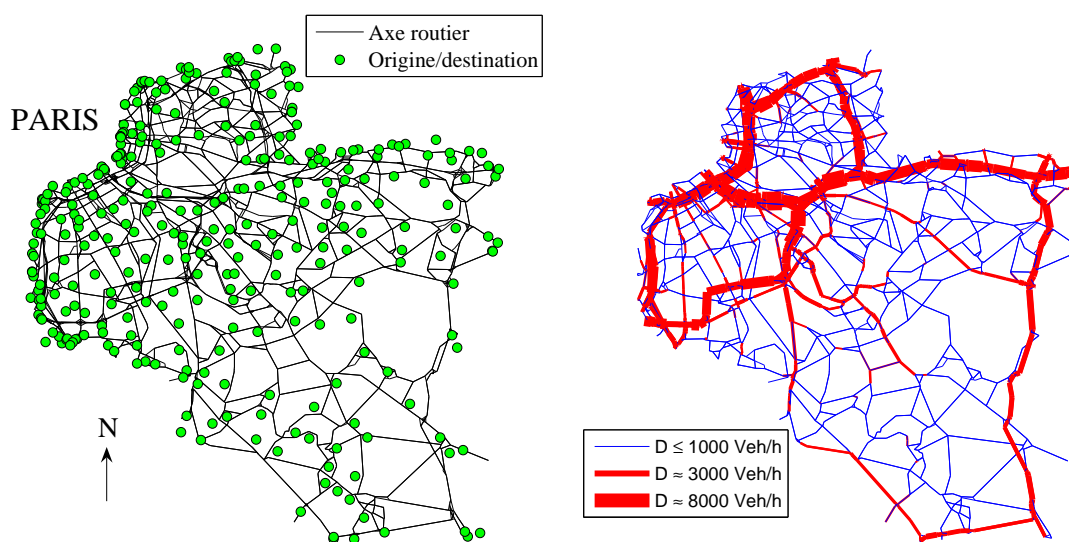 Axe routier
Origine/destination
PARIS
N
D ≤ 1000 Veh/h
D ≈ 3000 Veh/h
D ≈ 8000 Veh/h